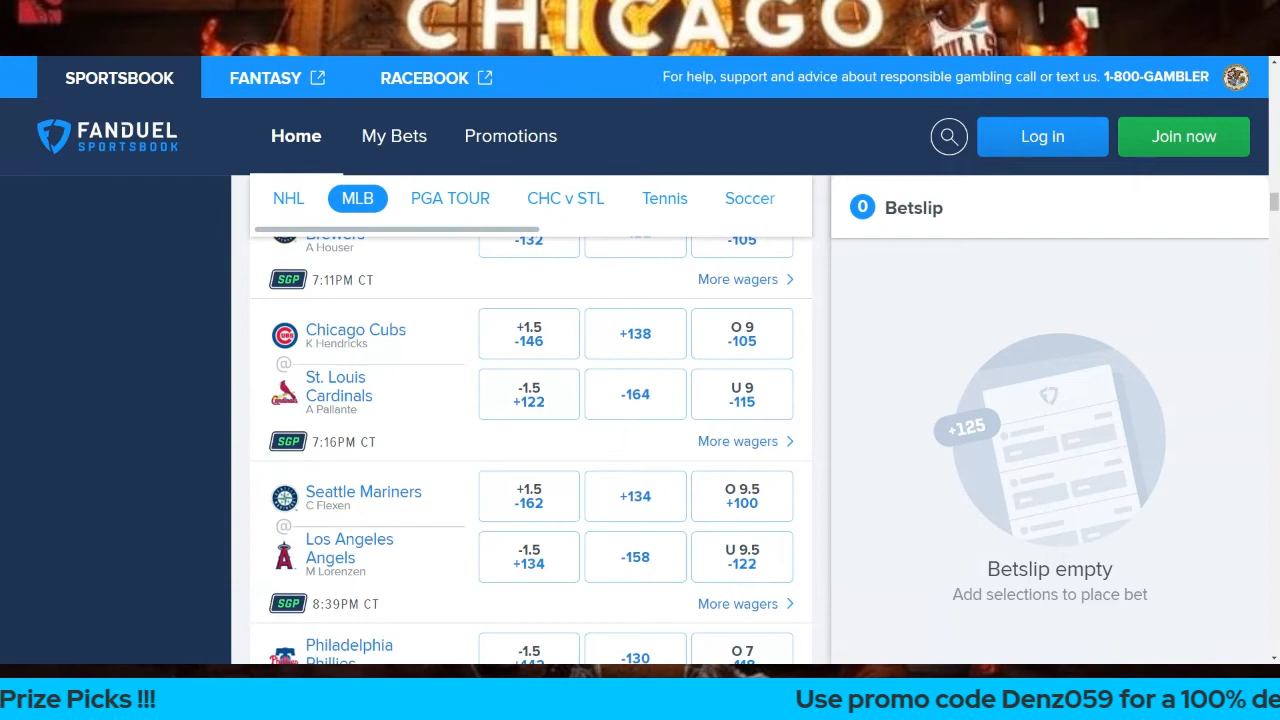 CHICAGO
BULLS
SPORTSBOOK
FANTASY
RACEBOOK
For help, support and advice about responsible gambling call or text us. 1-800-GAMBLER
FANDUEL
SPORTSBOOK
Home
My Bets
Promotions
Log in
Join now
NHL
MLB
PGA TOUR
CHC v STL
Tennis
Soccer
0
Betslip
Brewers
A Houser
-132
-105
SGP
7:11PM CT
More wagers
Chicago Cubs
K Hendricks
+1.5
-146
+138
O 9
-105
@
St. Louis
Cardinals
A Pallante
-1.5
+122
-164
U 9
-115
SGP
7:16PM CT
More wagers
Seattle Mariners
C Flexen
+1.5
-162
+134
O 9.5
+100
@
Los Angeles
Angels
M Lorenzen
-1.5
+134
-158
U 9.5
-122
SGP
8:39PM CT
More wagers
Philadelphia
Phillies
-1.5
-130
O 7
+125
Betslip empty
Add selections to place bet
Prize Picks !!!
Use promo code Denz059 for a 100% de